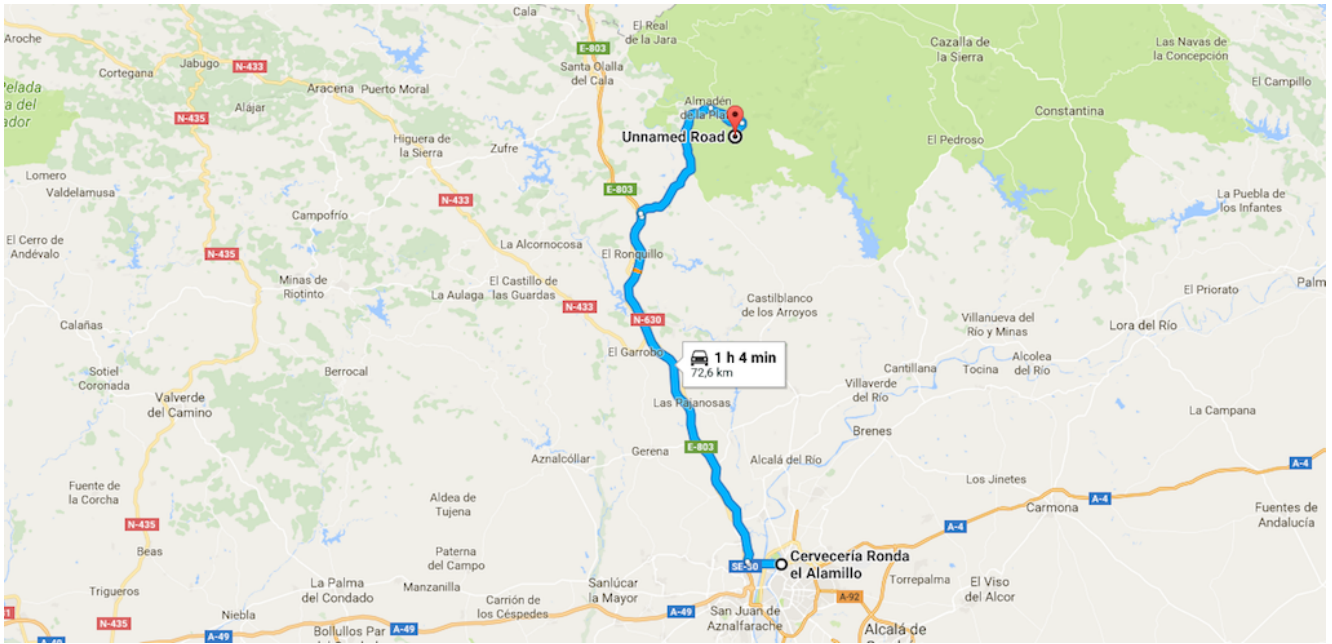 Cala
El Real
de la Jara
Aroche
E-803
Cazalla de
la Sierra
Las Navas de
la Concepción
Jabugo
N-433
Santa Olalla
del Cala
Cortegana
El Campillo
Aracena
Puerto Moral
Pelada
a del
ador
Almadén
de la Pla
Alájar
N-435
Constantina
Unnamed Road
Higuera de
la Sierra
Zufre
El Pedroso
Lomero
Valdelamusa
E-803
N-433
La Puebla de
los Infantes
Campofrío
El Cerro de
Andévalo
N-435
La Alcornocosa
El Ronquillo
Minas de
Riotinto
La Aulaga
El Castillo de
las Guardas
N-433
Castilblanco
de los Arroyos
El Priorato
Palm
Calañas
N-630
Villanueva del
Río y Minas
Lora del Río
El Garrobo
1 h 4 min
72,6 km
Sotiel
Coronada
Berrocal
Cantillana
Tocina
Alcolea
del Río
Villaverde
del Río
Valverde
del Camino
Las Pajanosas
La Campana
Brenes
E-803
Gerena
Aznalcóllar
Alcalá del Río
A-4
Los Jinetes
Fuente de
la Corcha
Aldea de
Tujena
A-4
Carmona
Fuentes de
Andalucía
N-435
A-4
Beas
Paterna
del Campo
Cervecería Ronda
el Alamillo
SE-30
Trigueros
La Palma
del Condado
Manzanilla
Sanlúcar
la Mayor
Torrepalma
El Viso
del Alcor
A-92
Carrión de
los Céspedes
A-49
San Juan de
Aznalfarache
Niebla
N-435
A-49
Bollullos Par
A-49
Alcalá de